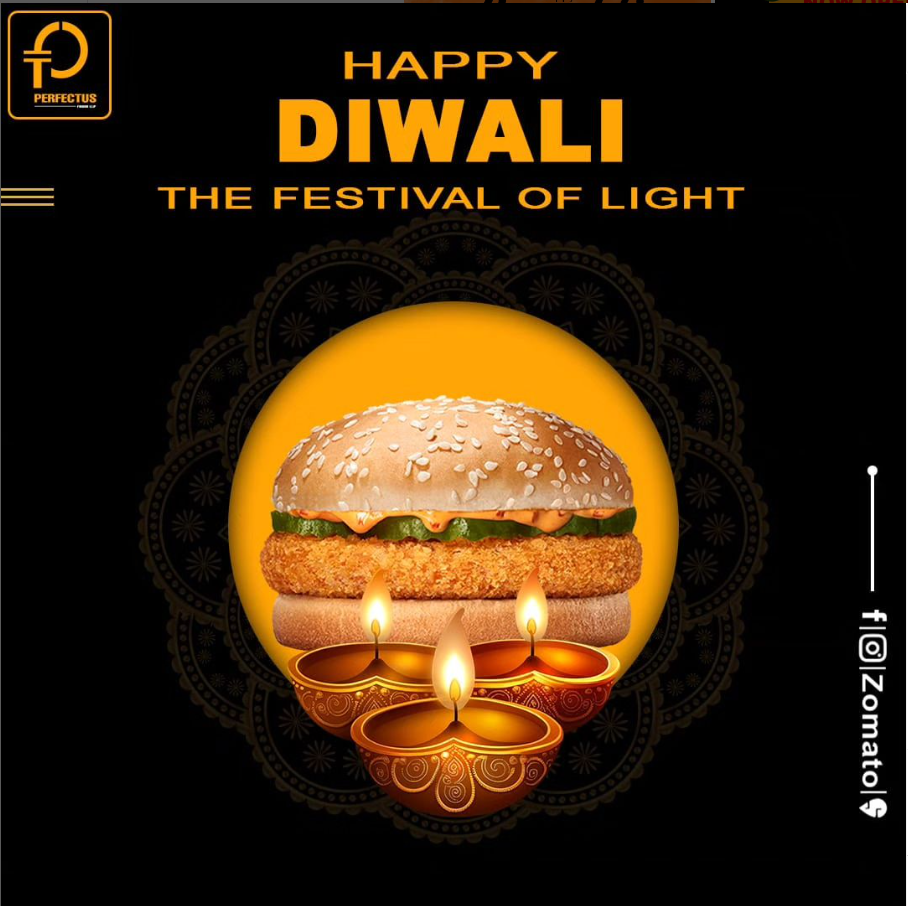 PERFECTUS
HAPPY
DIWALI
THE FESTIVAL OF LIGHT
f|
|Zomato|